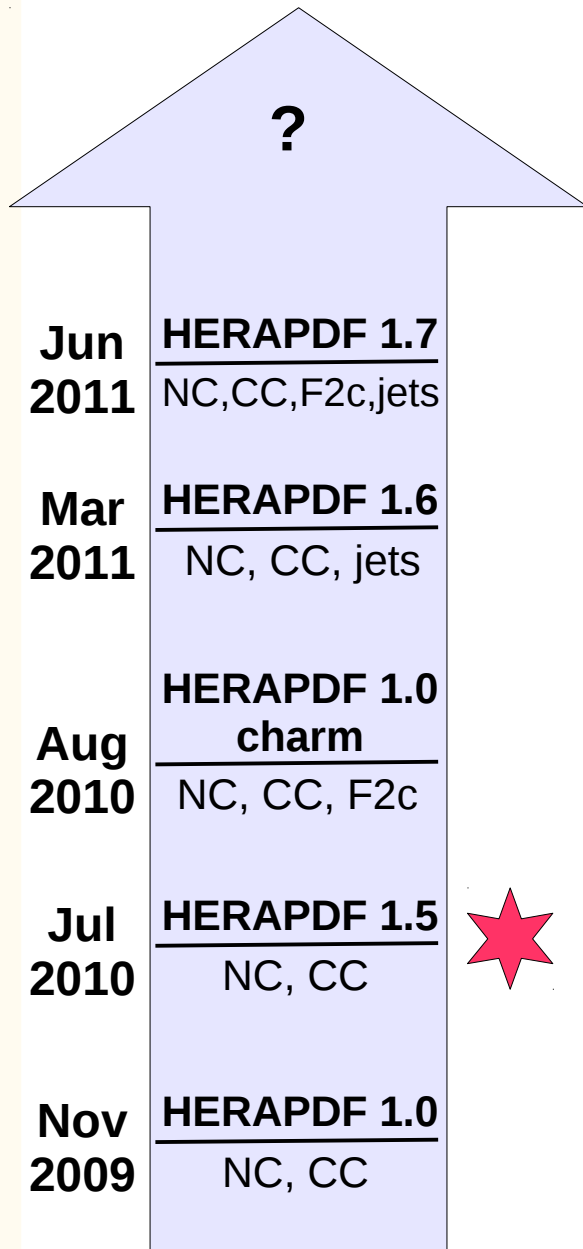 ?
Jun
2011
HERAPDF 1.7
NC,CC,F2c,jets
Mar
2011
HERAPDF 1.6
NC, CC, jets
Aug
2010
HERAPDF 1.0
charm
NC, CC, F2c
Jul
2010
HERAPDF 1.5
NC, CC
Nov
2009
HERAPDF 1.0
NC, CC